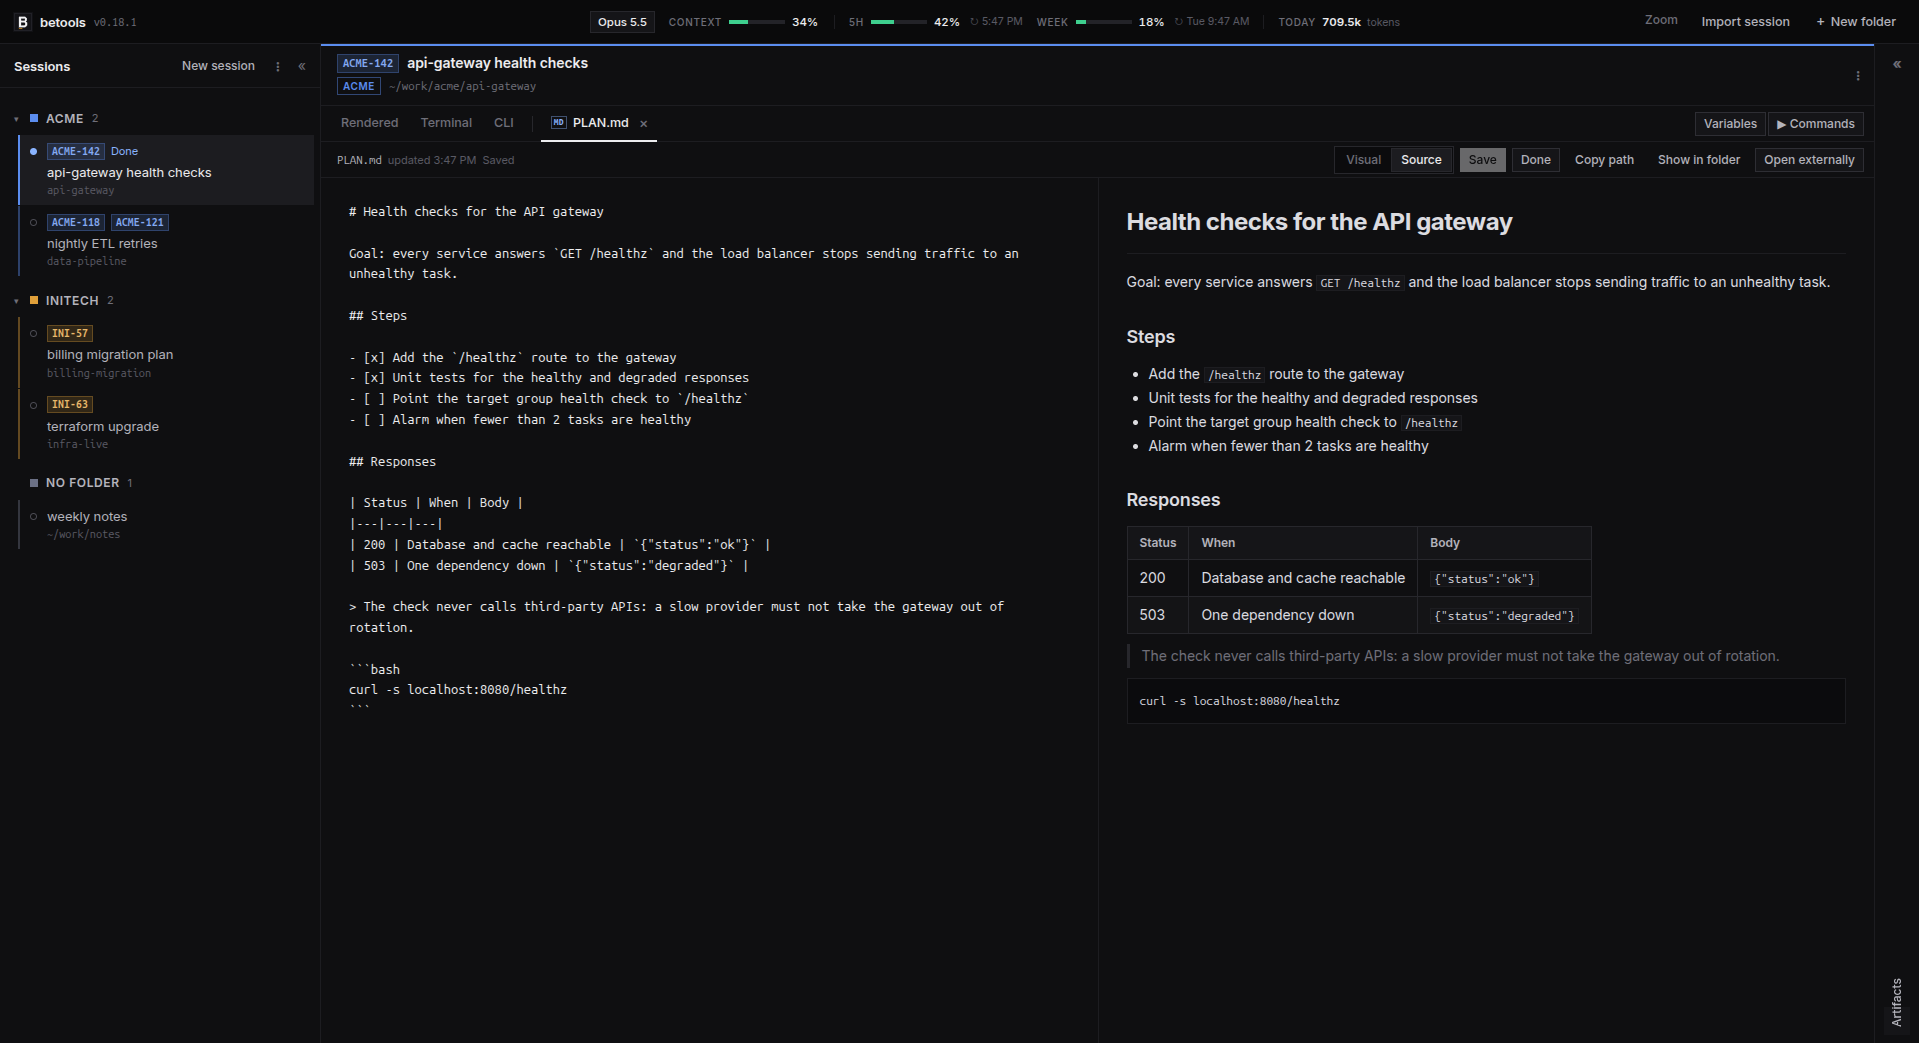 betools v0.18.1
Opus 5.5 CONTEXT 34% 5H 42% ↻ 5:47 PM WEEK 18% ↻ Tue 9:47 AM TODAY 709.5k tokens
Zoom Import session + New folder
Sessions New session ⋮ «
▾ ACME 2
ACME-142 Done
api-gateway health checks
api-gateway
ACME-118 ACME-121
nightly ETL retries
data-pipeline
▾ INITECH 2
INI-57
billing migration plan
billing-migration
INI-63
terraform upgrade
infra-live
NO FOLDER 1
weekly notes
~/work/notes
ACME-142 api-gateway health checks
ACME ~/work/acme/api-gateway
Rendered Terminal CLI MD PLAN.md ×
Variables ▶ Commands
PLAN.md updated 3:47 PM Saved
Visual Source Save Done Copy path Show in folder Open externally
# Health checks for the API gateway
Goal: every service answers `GET /healthz` and the load balancer stops sending traffic to an
unhealthy task.
## Steps
- [x] Add the `/healthz` route to the gateway
- [x] Unit tests for the healthy and degraded responses
- [ ] Point the target group health check to `/healthz`
- [ ] Alarm when fewer than 2 tasks are healthy
## Responses
| Status | When | Body |
|---|---|---|
| 200 | Database and cache reachable | `{"status":"ok"}` |
| 503 | One dependency down | `{"status":"degraded"}` |
> The check never calls third-party APIs: a slow provider must not take the gateway out of
rotation.
```bash
curl -s localhost:8080/healthz
```
Health checks for the API gateway
Goal: every service answers GET /healthz and the load balancer stops sending traffic to an unhealthy task.
Steps
• Add the /healthz route to the gateway
• Unit tests for the healthy and degraded responses
• Point the target group health check to /healthz
• Alarm when fewer than 2 tasks are healthy
Responses
Status When Body
200 Database and cache reachable {"status":"ok"}
503 One dependency down {"status":"degraded"}
The check never calls third-party APIs: a slow provider must not take the gateway out of rotation.
curl -s localhost:8080/healthz
«
Artifacts